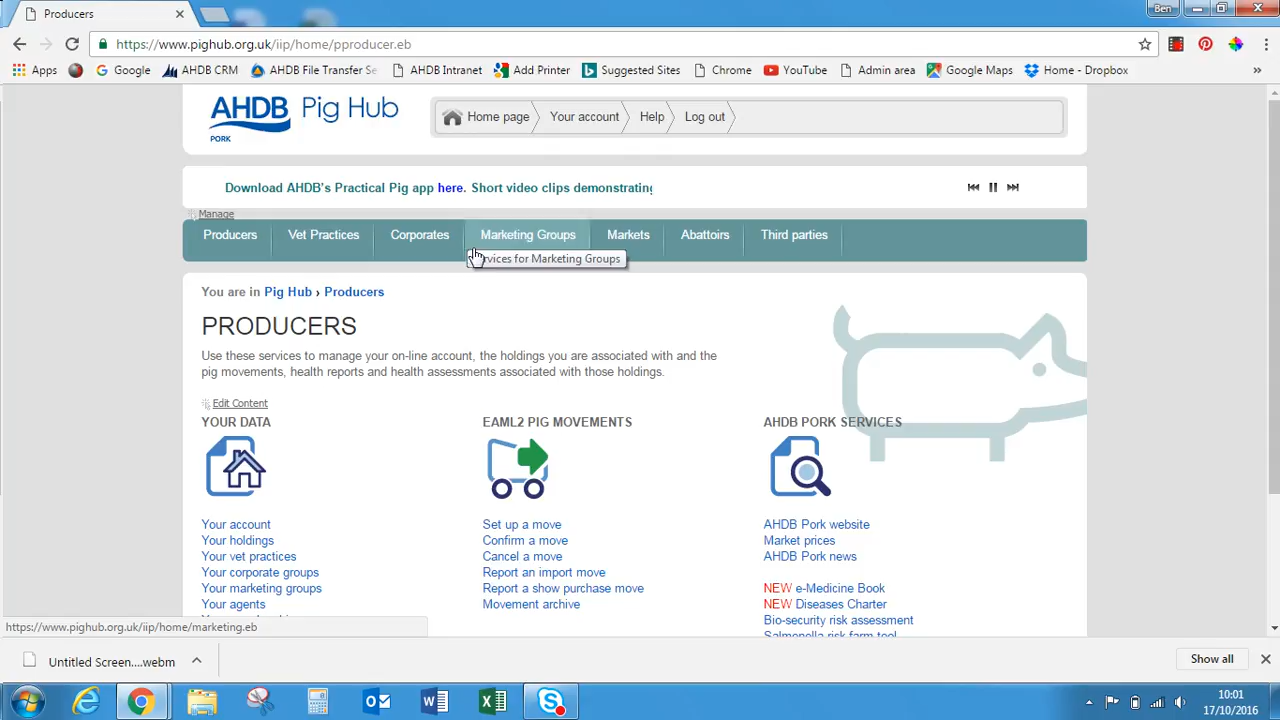 Producers
Ben
https://www.pighub.org.uk/iip/home/pproducer.eb
Apps Google AHDB CRM AHDB File Transfer Se AHDB Intranet Add Printer Suggested Sites Chrome YouTube Admin area Google Maps Home - Dropbox »
AHDB Pig Hub
PORK
Home page Your account Help Log out
Download AHDB's Practical Pig app here. Short video clips demonstrating
Manage
Producers Vet Practices Corporates Marketing Groups Markets Abattoirs Third parties
rvices for Marketing Groups
You are in Pig Hub › Producers
PRODUCERS
Use these services to manage your on-line account, the holdings you are associated with and the
pig movements, health reports and health assessments associated with those holdings.
Edit Content
YOUR DATA EAML2 PIG MOVEMENTS AHDB PORK SERVICES
Your account Set up a move AHDB Pork website
Your holdings Confirm a move Market prices
Your vet practices Cancel a move AHDB Pork news
Your corporate groups Report an import move
Your marketing groups Report a show purchase move NEW e-Medicine Book
Your agents Movement archive NEW Diseases Charter
Bio-security risk assessment
Salmonella risk farm tool
https://www.pighub.org.uk/iip/home/marketing.eb
Untitled Screen....webm Show all
10:01
17/10/2016